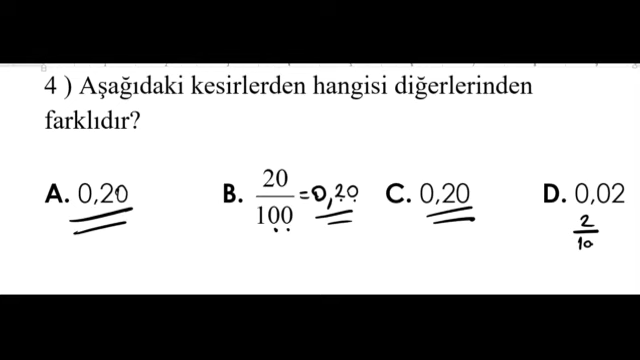 4 ) Aşağıdaki kesirlerden hangisi diğerlerinden
farklıdır?
A. 0,20 B. 20/100 = 0,20 C. 0,20 D. 0,02
2/10